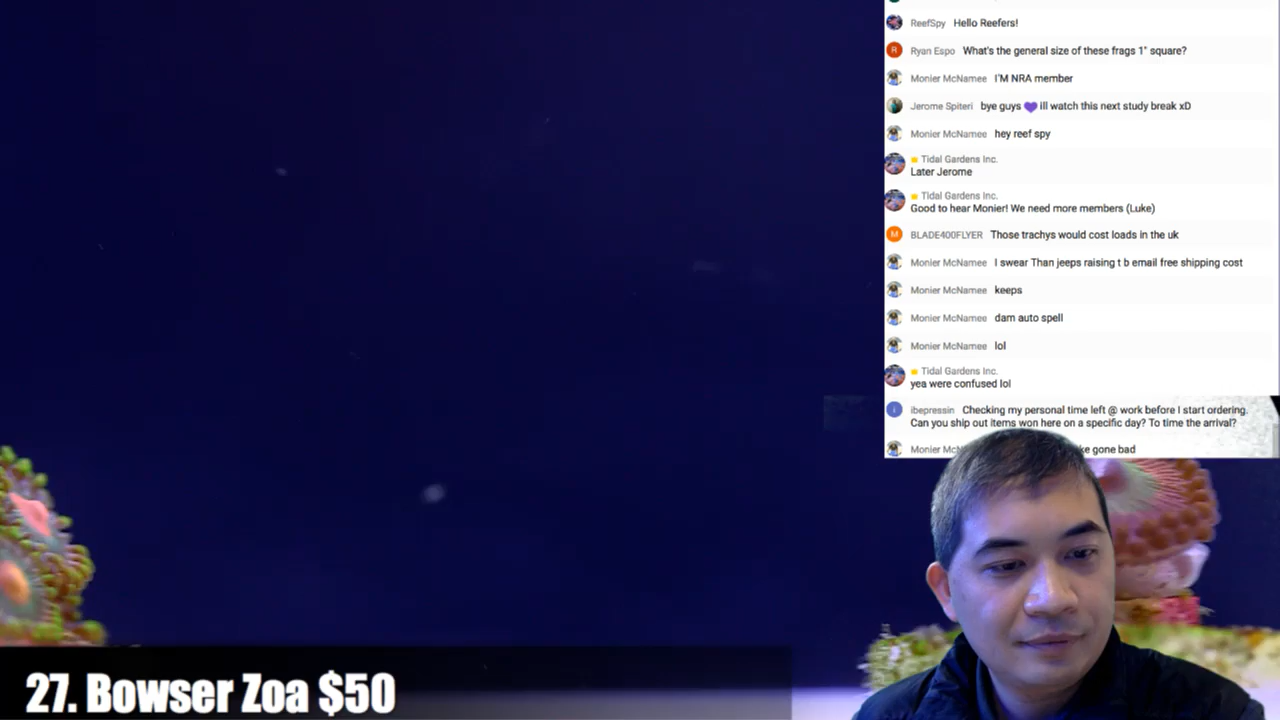 ReefSpy Hello Reefers!
R Ryan Espo What's the general size of these frags 1" square?
Monier McNamee I'M NRA member
Jerome Spiteri bye guys 💜 ill watch this next study break xD
Monier McNamee hey reef spy
Tidal Gardens Inc.
Later Jerome
Tidal Gardens Inc.
Good to hear Monier! We need more members (Luke)
M BLADE400FLYER Those trachys would cost loads in the uk
Monier McNamee I swear Than jeeps raising t b email free shipping cost
Monier McNamee keeps
Monier McNamee dam auto spell
Monier McNamee lol
Tidal Gardens Inc.
yea were confused lol
i ibepressin Checking my personal time left @ work before I start ordering.
Can you ship out items won here on a specific day? To time the arrival?
Monier gone bad
27. Bowser Zoa $50